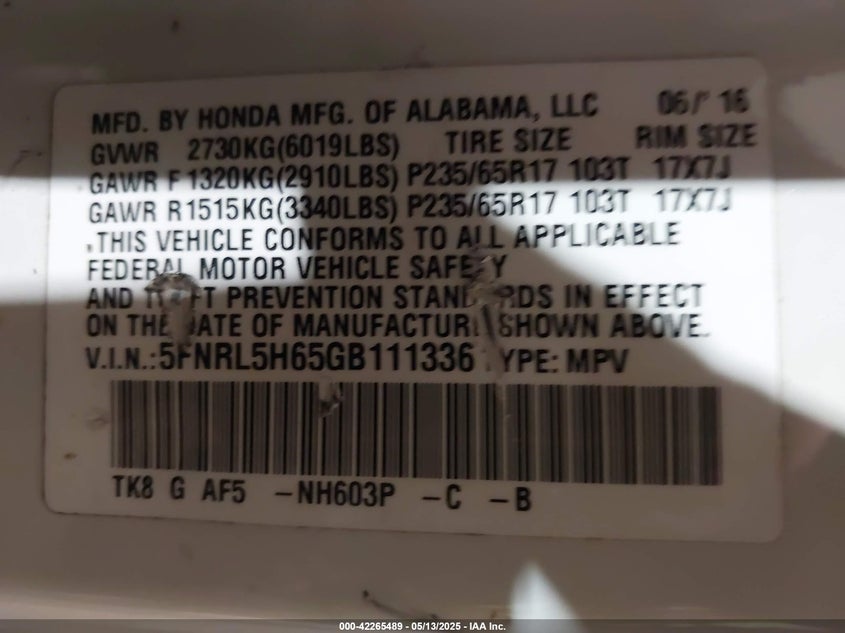 MFD. BY HONDA MFG. OF ALABAMA, LLC 06/ 16
GVWR 2730KG(6019LBS) TIRE SIZE RIM SIZE
GAWR F 1320KG(2910LBS) P235/65R17 103T 17X7J
GAWR R 1515KG(3340LBS) P235/65R17 103T 17X7J
THIS VEHICLE CONFORMS TO ALL APPLICABLE
FEDERAL MOTOR VEHICLE SAFETY
AND THEFT PREVENTION STANDARDS IN EFFECT
ON THE DATE OF MANUFACTURE SHOWN ABOVE.
V.I.N.:5FNRL5H65GB111336 TYPE: MPV
TK8 G AF5 -NH603P -C -B
000-42265489 - 05/13/2025 - IAA Inc.